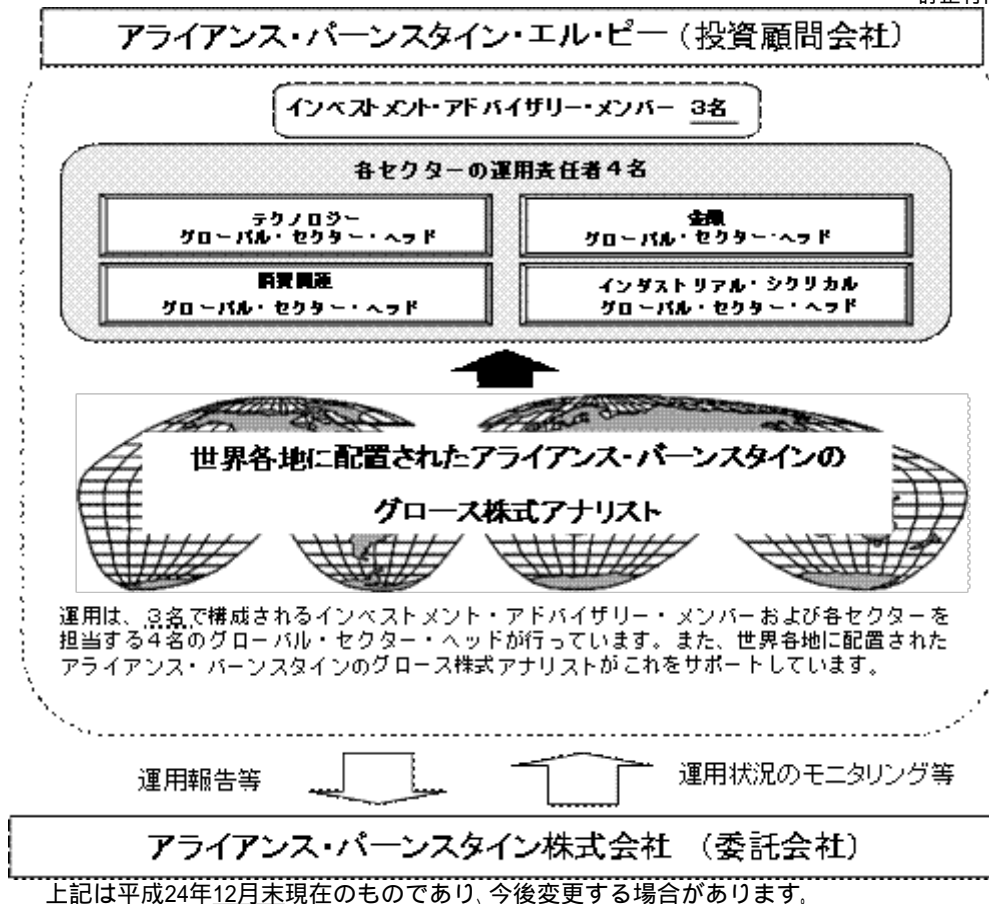 アライアンス・バーンスタイン・エル・ピー(投資顧問会社)
インベストメント・アドバイザリー・メンバー 3名
各セクターの運用責任者4名
テクノロジー
グローバル・セクター・ヘッド
金融
グローバル・セクター・ヘッド
消費関連
グローバル・セクター・ヘッド
インダストリアル・シクリカル
グローバル・セクター・ヘッド
世界各地に配置されたアライアンス・バーンスタインの
グロース株式アナリスト
運用は、3名で構成されるインベストメント・アドバイザリー・メンバーおよび各セクターを
担当する4名のグローバル・セクター・ヘッドが行っています。また、世界各地に配置された
アライアンス・バーンスタインのグロース株式アナリストがこれをサポートしています。
運用報告等
運用状況のモニタリング等
アライアンス・バーンスタイン株式会社 (委託会社)
上記は平成24年12月末現在のものであり、今後変更する場合があります。